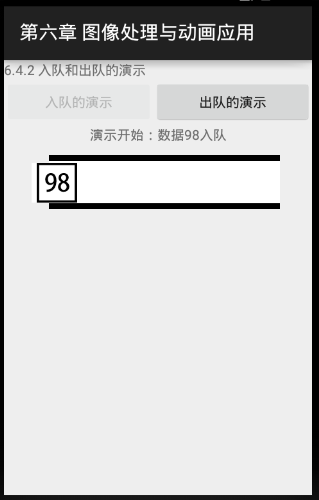 第六章 图像处理与动画应用
6.4.2 入队和出队的演示
入队的演示
出队的演示
演示开始：数据98入队
98